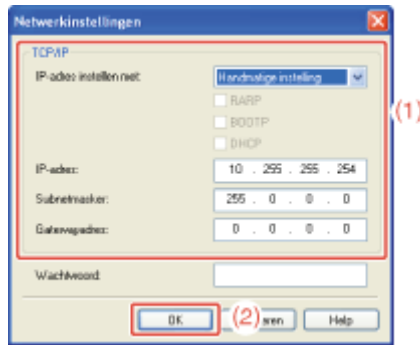 Netwerkinstellingen
TCP/IP
IP-adres instellen met: Handmatige instelling
RARP
BOOTP
DHCP
(1)
IP-adres: 10 . 255 . 255 . 254
Subnetmasker: 255 . 0 . 0 . 0
Gatewayadres: 0 . 0 . 0 . 0
Wachtwoord:
OK (2) eren Help